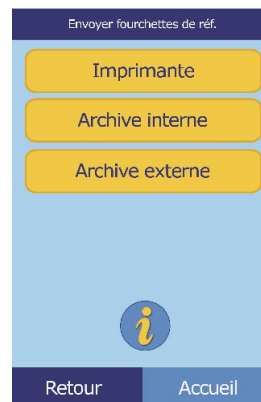 Envoyer fourchettes de réf.
Imprimante
Archive interne
Archive externe
i
Retour Accueil